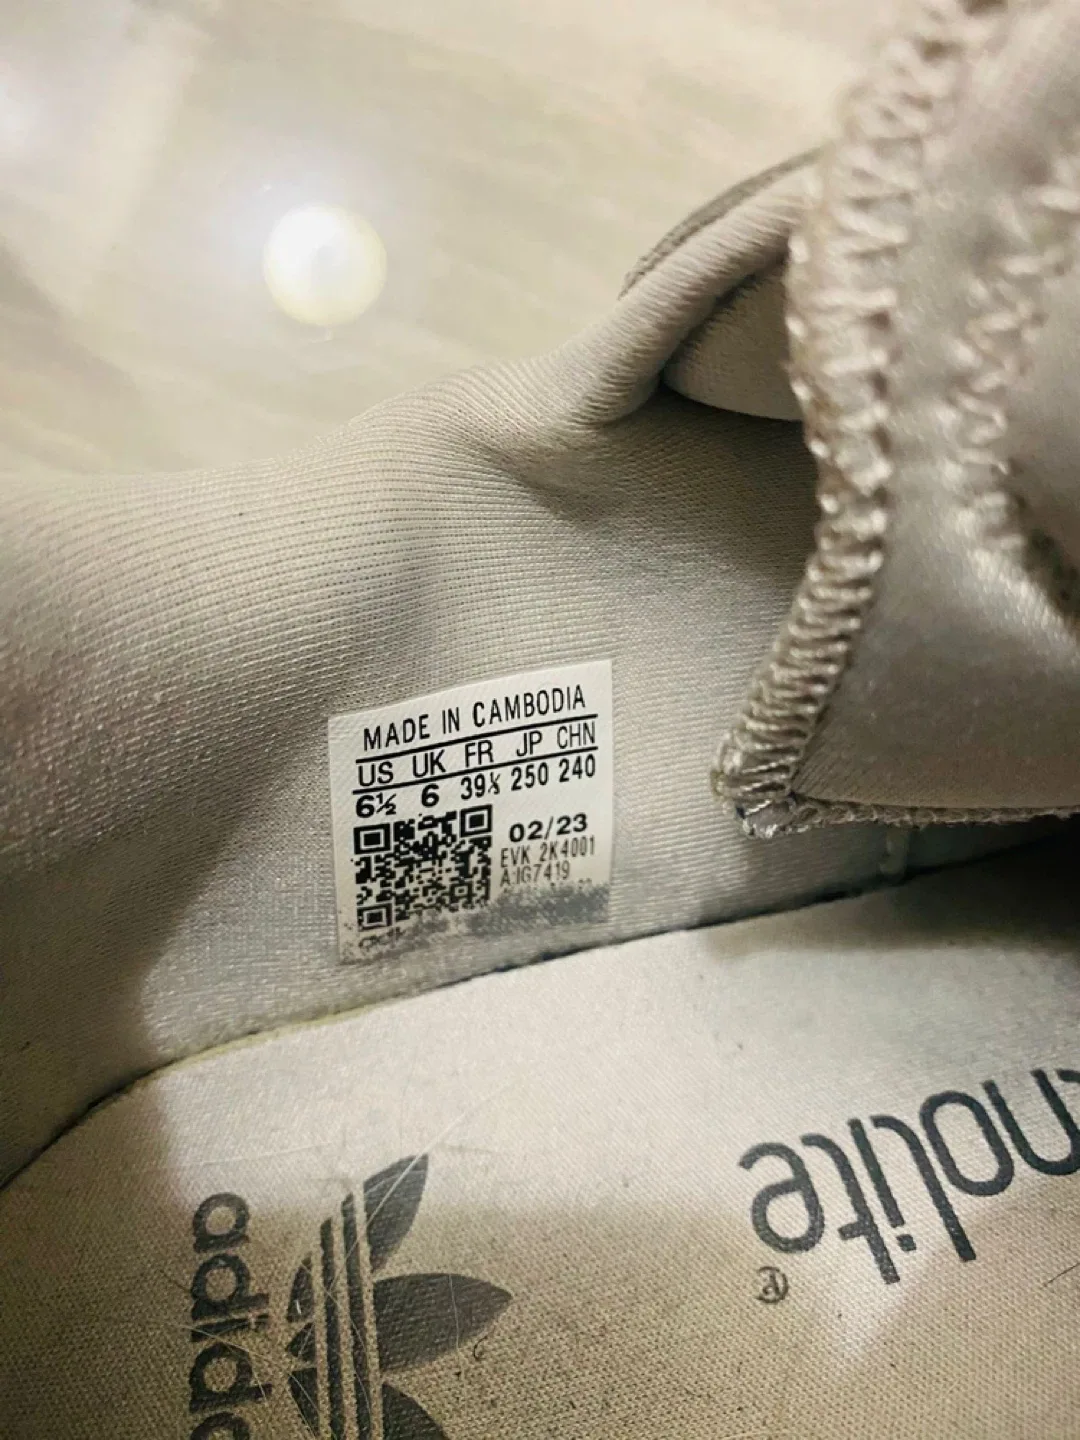 MADE IN CAMBODIA
US UK FR JP CHN
6½ 6 39⅓ 250 240
02/23
EVK 2K4001
A:IG7419
nolite
®
adidas